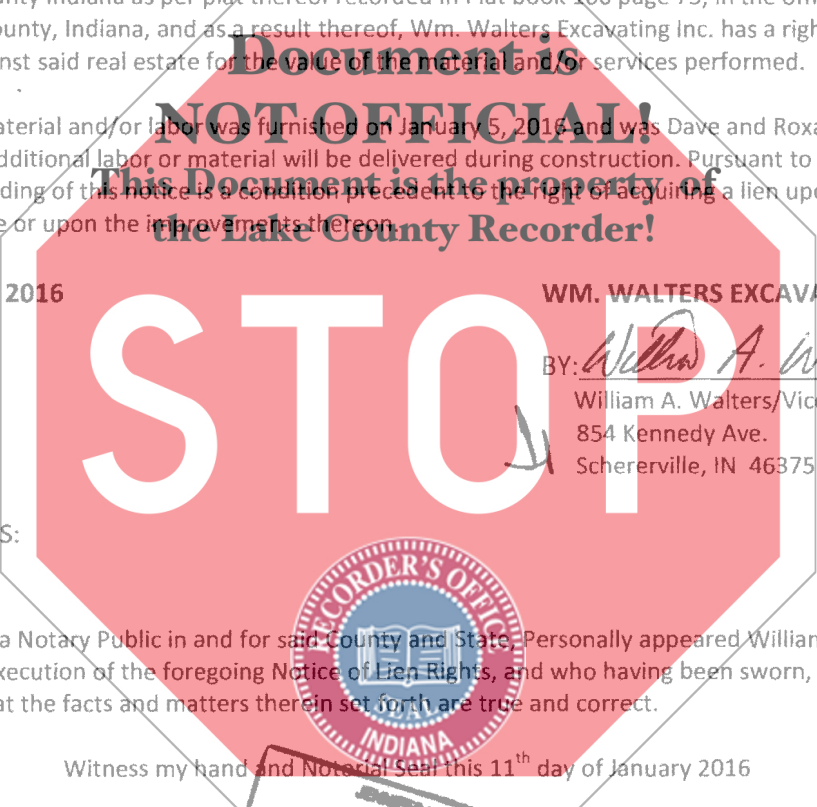 ounty Indiana as per plat thereof recorded in Plat book 106 page 75, in the
ounty, Indiana, and as a result thereof, Wm. Walters Excavating Inc. has a righ
nst said real estate for the value of the material and/or services performed.
Document is
NOT OFFICIAL!
aterial and/or labor was furnished on January 5, 2016 and was Dave and Roxa
dditional labor or material will be delivered during construction. Pursuant to
This Document is the property of
ding of this notice is a condition precedent to the right of acquiring a lien upo
the Lake County Recorder!
e or upon the improvements thereon.
2016
WM. WALTERS EXCAVA
STOP
BY: William A. W
William A. Walters/Vice
854 Kennedy Ave.
Schererville, IN 46375
S:
RECORDER'S OFFICE
a Notary Public in and for said County and State, Personally appeared William
xecution of the foregoing Notice of Lien Rights, and who having been sworn,
at the facts and matters therein set forth are true and correct.
SEAL
INDIANA
Witness my hand and Notorial Seal this 11th day of January 2016